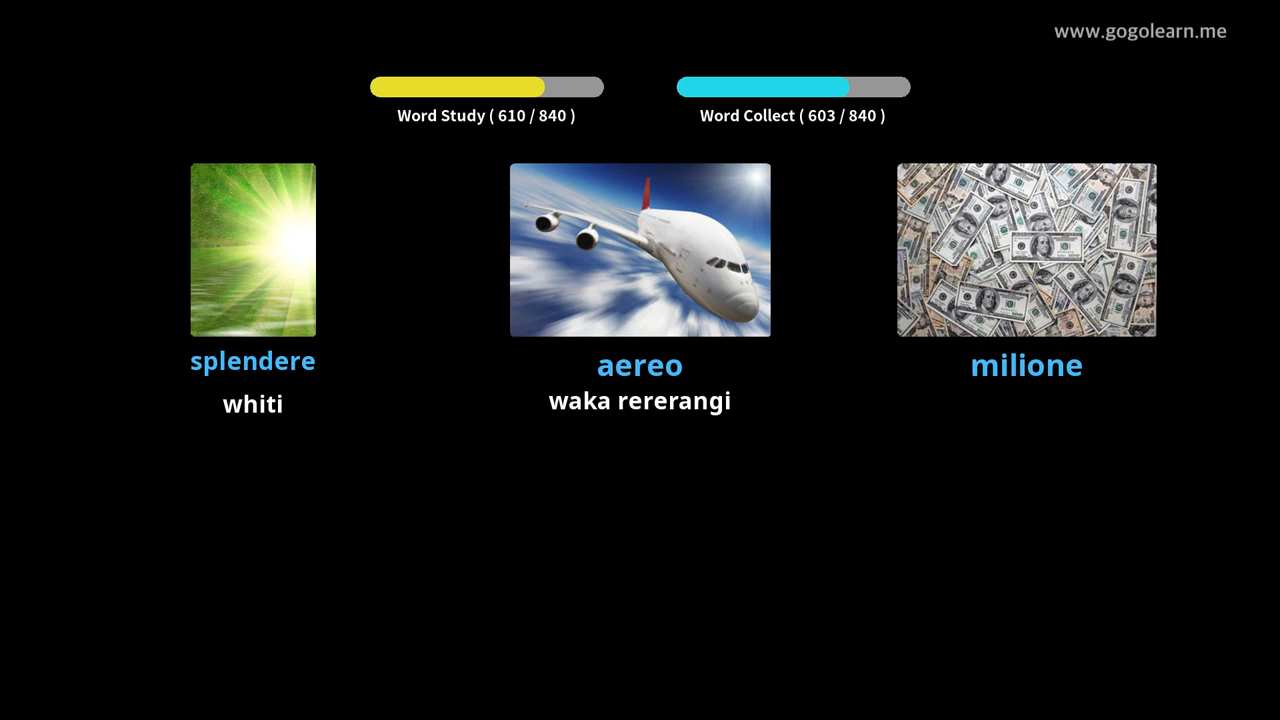 www.gogolearn.me
Word Study ( 610 / 840 )
Word Collect ( 603 / 840 )
splendere
whiti
aereo
waka rererangi
milione